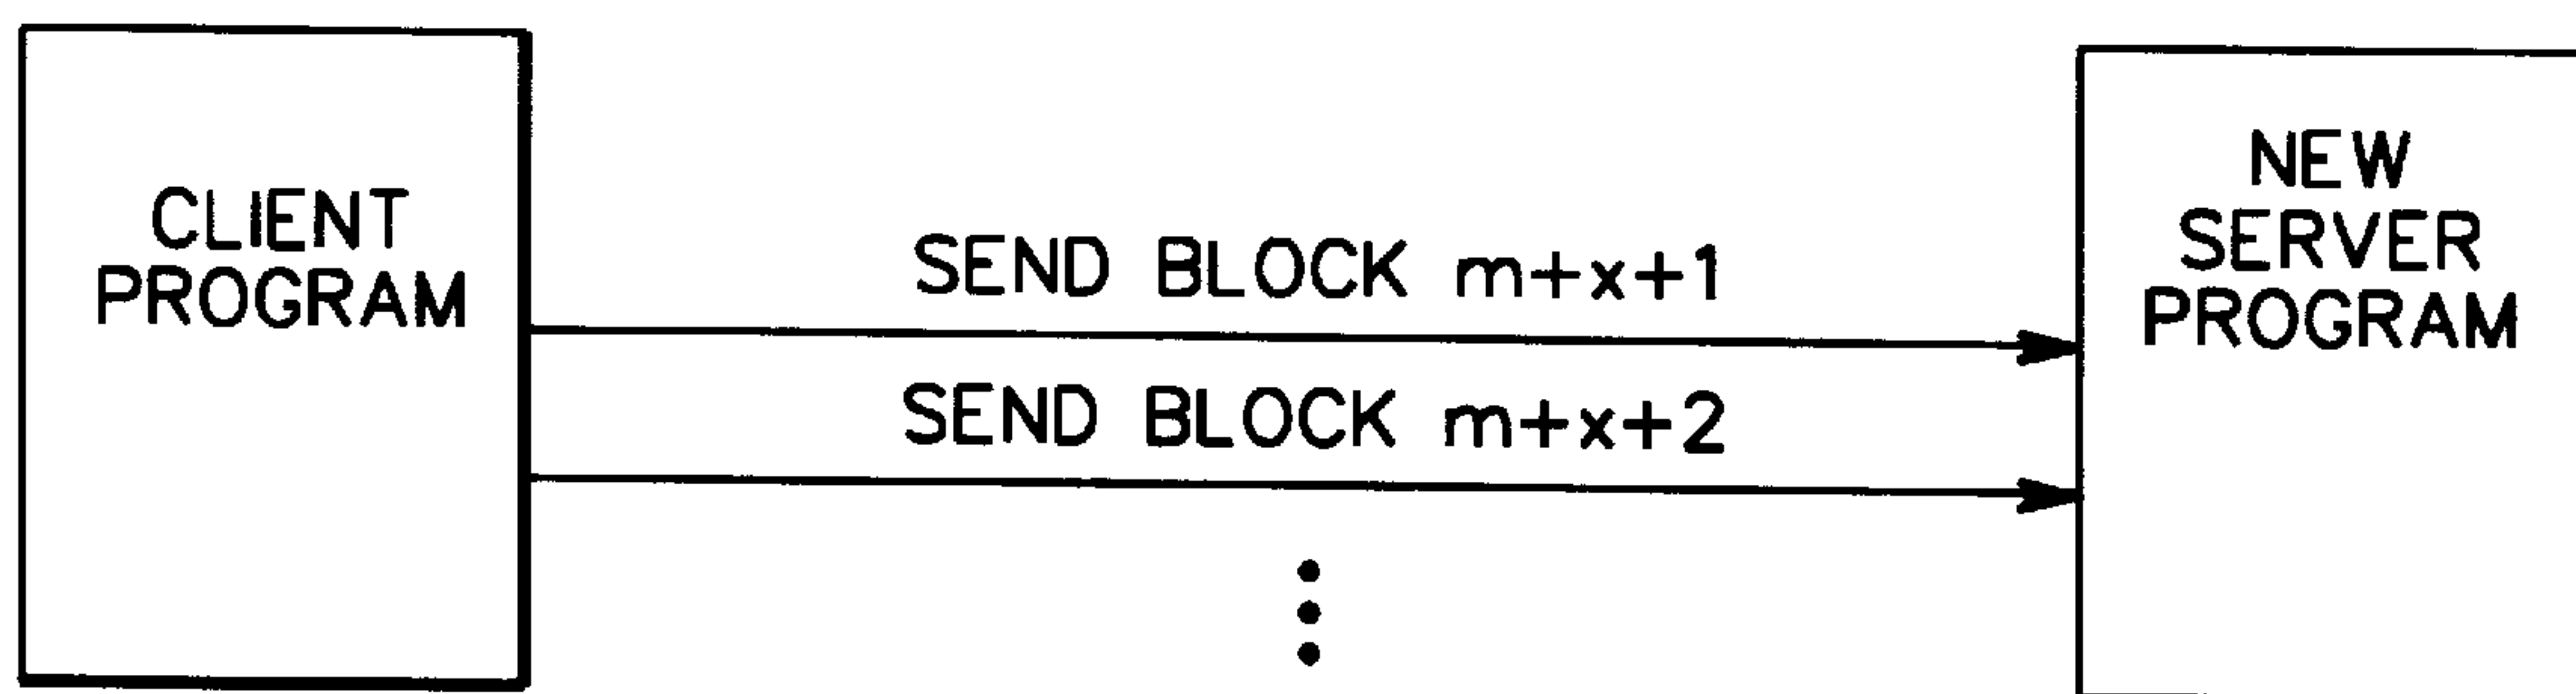 CLIENT
PROGRAM
SEND BLOCK m+x+1
SEND BLOCK m+x+2
NEW
SERVER
PROGRAM